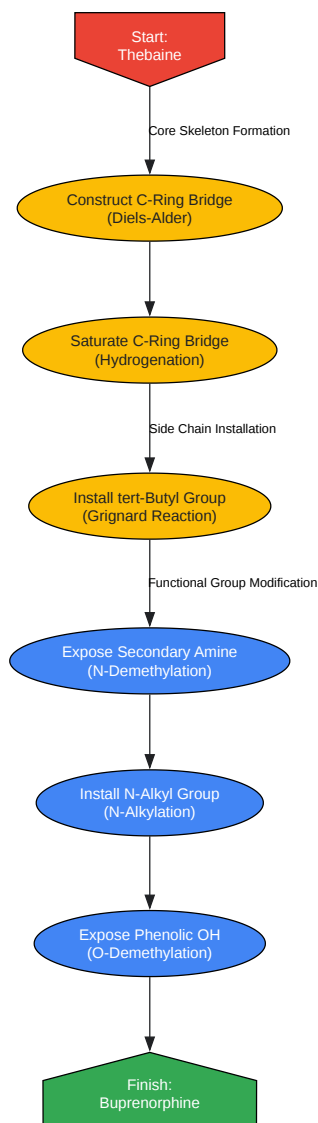 Start:
Thebaine
Core Skeleton Formation
Construct C-Ring Bridge
(Diels-Alder)
Saturate C-Ring Bridge
(Hydrogenation)
Side Chain Installation
Install tert-Butyl Group
(Grignard Reaction)
Functional Group Modification
Expose Secondary Amine
(N-Demethylation)
Install N-Alkyl Group
(N-Alkylation)
Expose Phenolic OH
(O-Demethylation)
Finish:
Buprenorphine